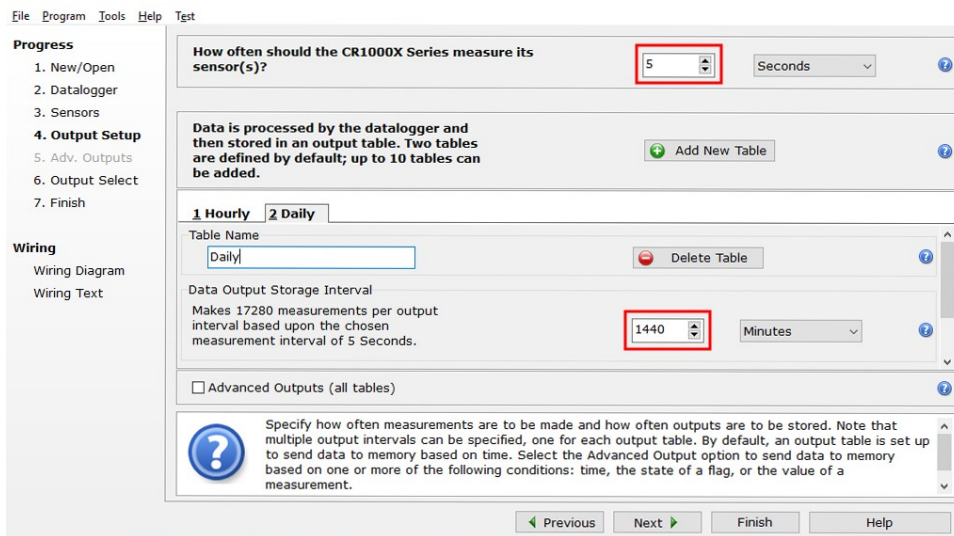 File Program Tools Help Test
Progress
1. New/Open
2. Datalogger
3. Sensors
4. Output Setup
5. Adv. Outputs
6. Output Select
7. Finish
Wiring
Wiring Diagram
Wiring Text
How often should the CR1000X Series measure its
sensor(s)?
5
Seconds
Data is processed by the datalogger and
then stored in an output table. Two tables
are defined by default; up to 10 tables can
be added.
Add New Table
1 Hourly 2 Daily
Table Name
Daily
Delete Table
Data Output Storage Interval
Makes 17280 measurements per output
interval based upon the chosen
measurement interval of 5 Seconds.
1440
Minutes
Advanced Outputs (all tables)
Specify how often measurements are to be made and how often outputs are to be stored. Note that
multiple output intervals can be specified, one for each output table. By default, an output table is set up
to send data to memory based on time. Select the Advanced Output option to send data to memory
based on one or more of the following conditions: time, the state of a flag, or the value of a
measurement.
Previous Next Finish Help